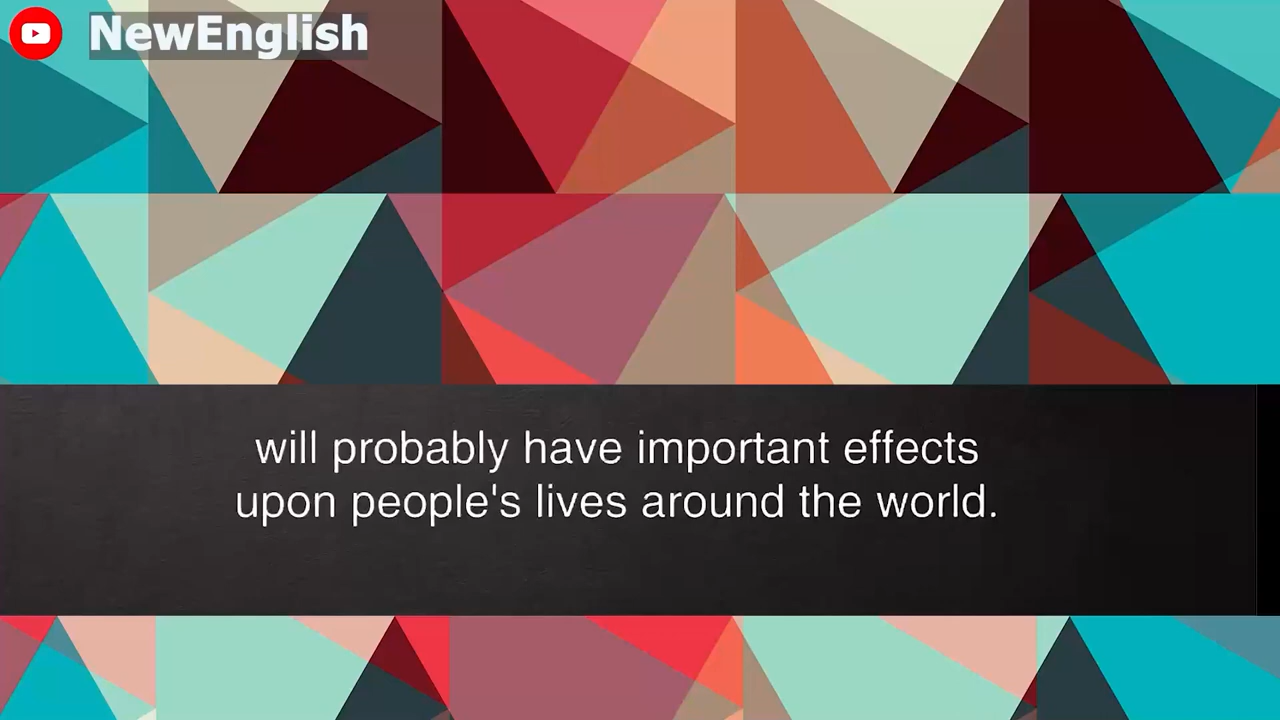 NewEnglish
will probably have important effects
upon people's lives around the world.